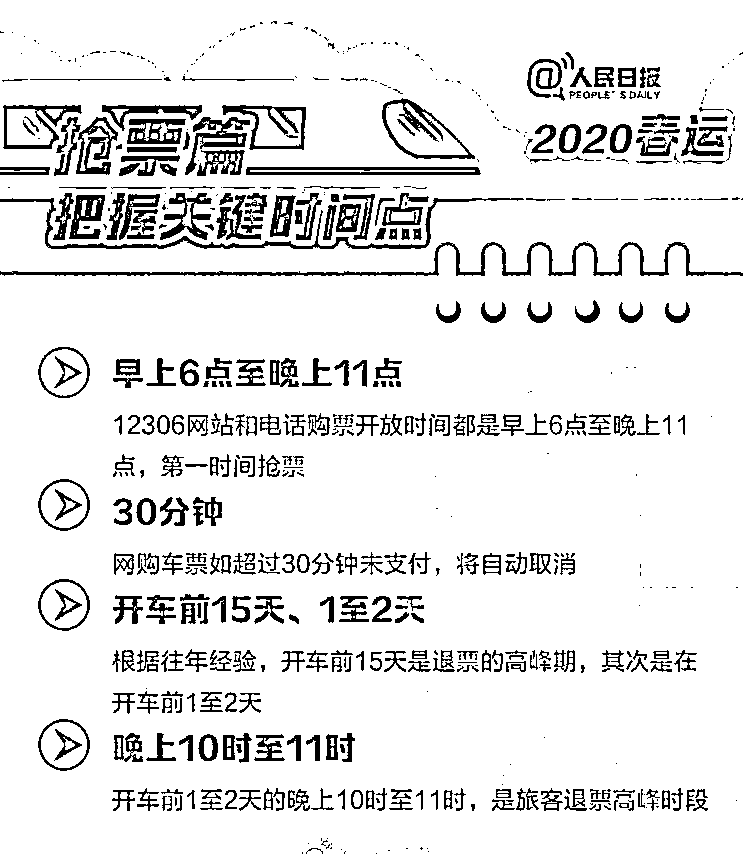 @人民日报
PEOPLE'S DAILY
2020春运
抢票篇
把握关键时间点
早上6点至晚上11点
12306网站和电话购票开放时间都是早上6点至晚上11
点，第一时间抢票
30分钟
网购车票如超过30分钟未支付，将自动取消
开车前15天、1至2天
根据往年经验，开车前15天是退票的高峰期，其次是在
开车前1至2天
晚上10时至11时
开车前1至2天的晚上10时至11时，是旅客退票高峰时段